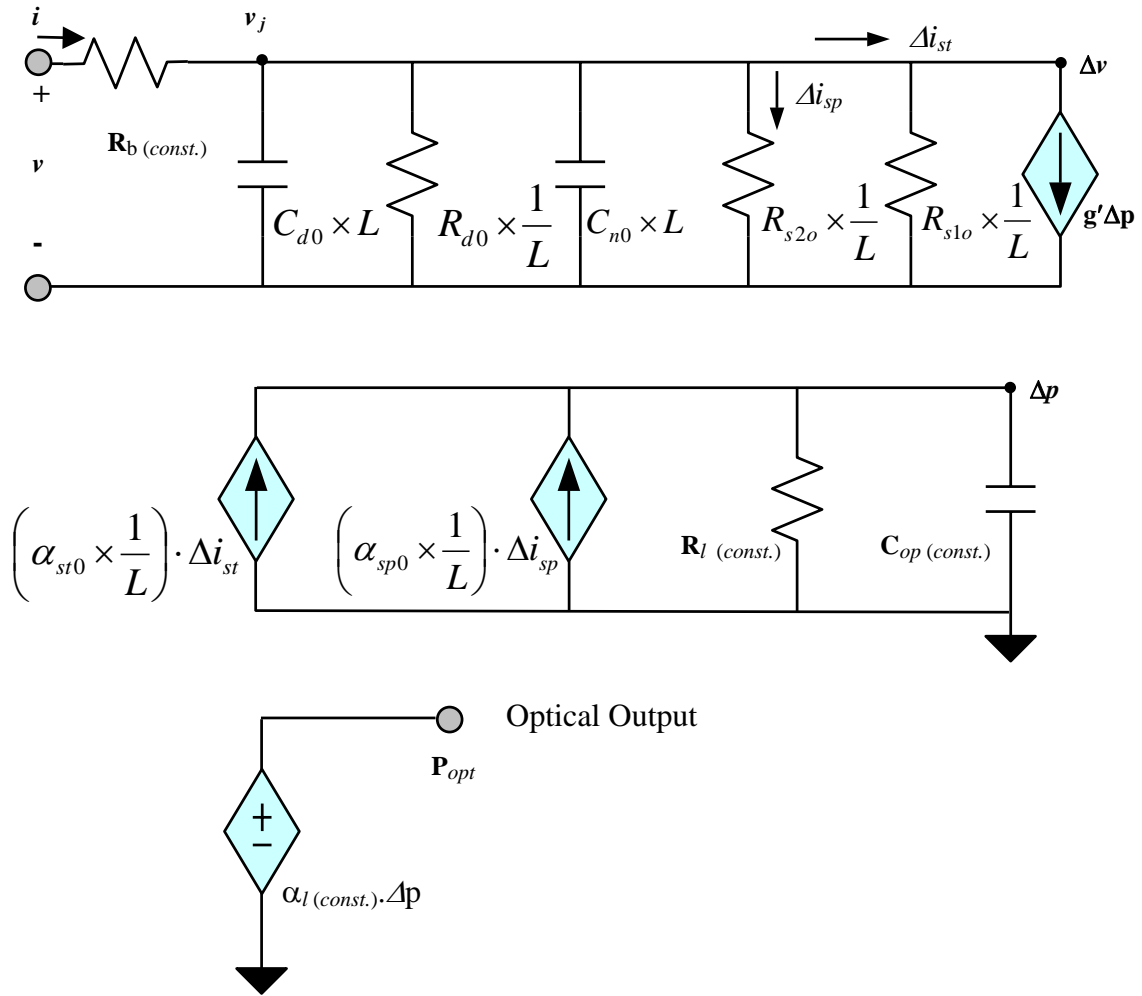 i
v_j
Δi_st
Δv
+
Δi_sp
R_b (const.)
v
-
C_d0 × L
R_d0 × 1/L
C_n0 × L
R_s2o × 1/L
R_s1o × 1/L
g'Δp
Δp
(α_st0 × 1/L) · Δi_st
(α_sp0 × 1/L) · Δi_sp
R_l (const.)
C_op (const.)
Optical Output
P_opt
+
−
α_l (const.).Δp